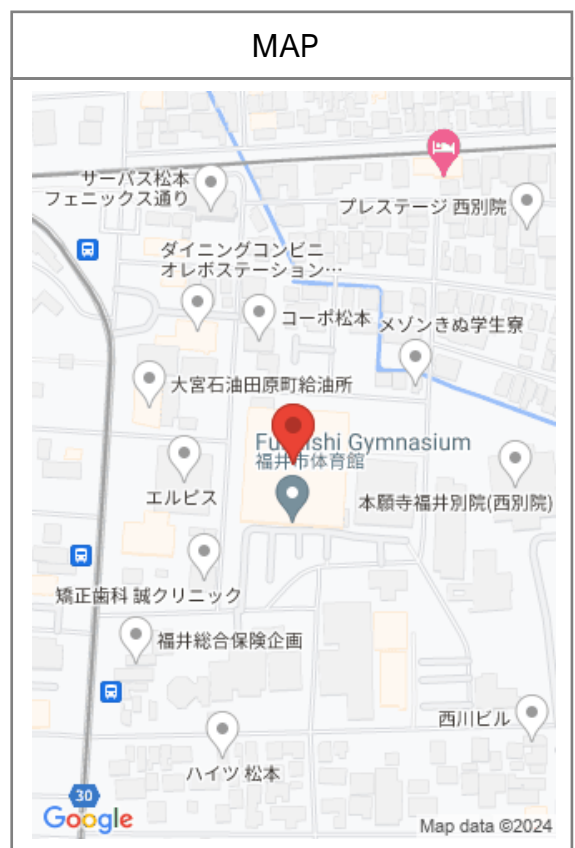 MAP
サーパス松本
フェニックス通り
プレステージ 西別院
ダイニングコンビニ
オレボステーション…
コーポ松本
メゾンきぬ学生寮
大宮石油田原町給油所
Gymnasium
福井市体育館
エルピス
本願寺福井別院(西別院)
矯正歯科 誠クリニック
福井総合保険企画
西川ビル
ハイツ 松本
30
Google
Map data ©2024